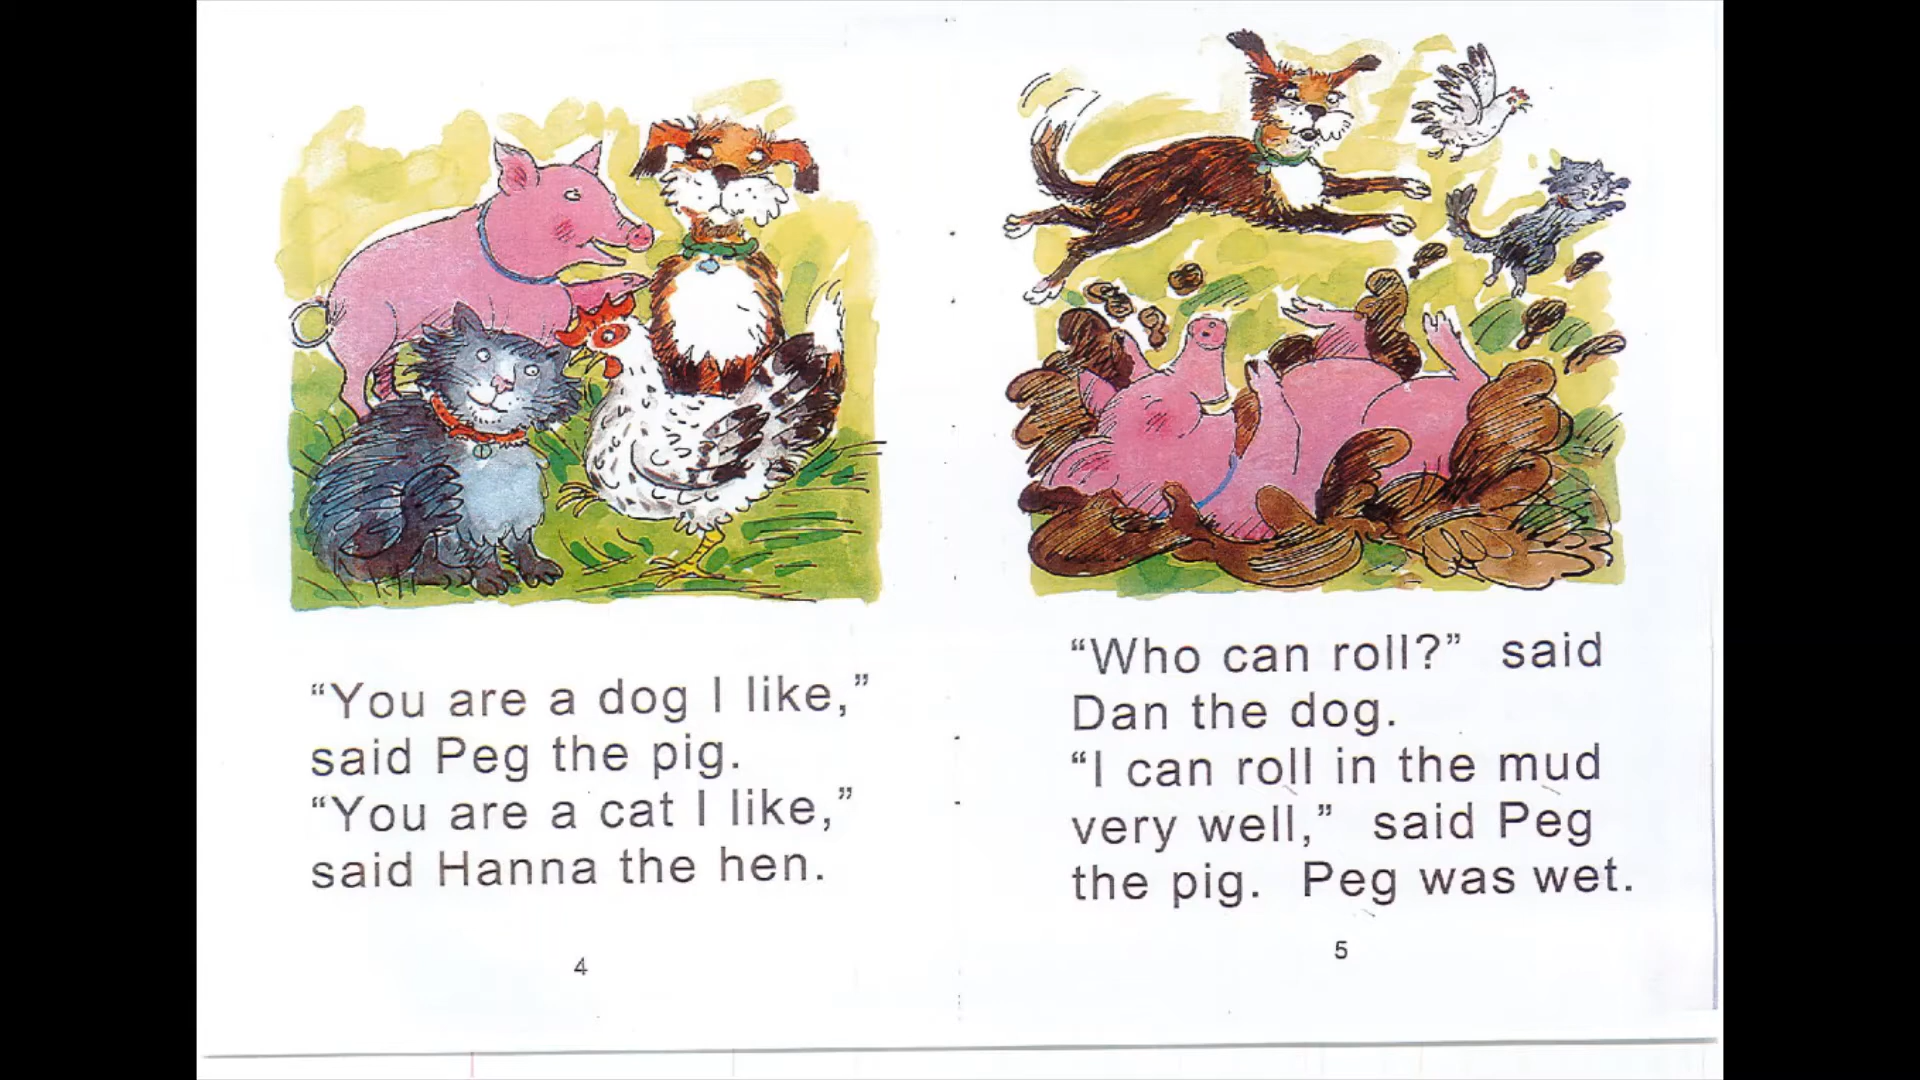 “You are a dog I like,”
said Peg the pig.
“You are a cat I like,”
said Hanna the hen.
4
“Who can roll?” said
Dan the dog.
“I can roll in the mud
very well,” said Peg
the pig. Peg was wet.
5